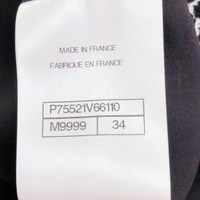 MADE IN FRANCE
FABRIQUE EN FRANCE
P75521V66110
M9999 34